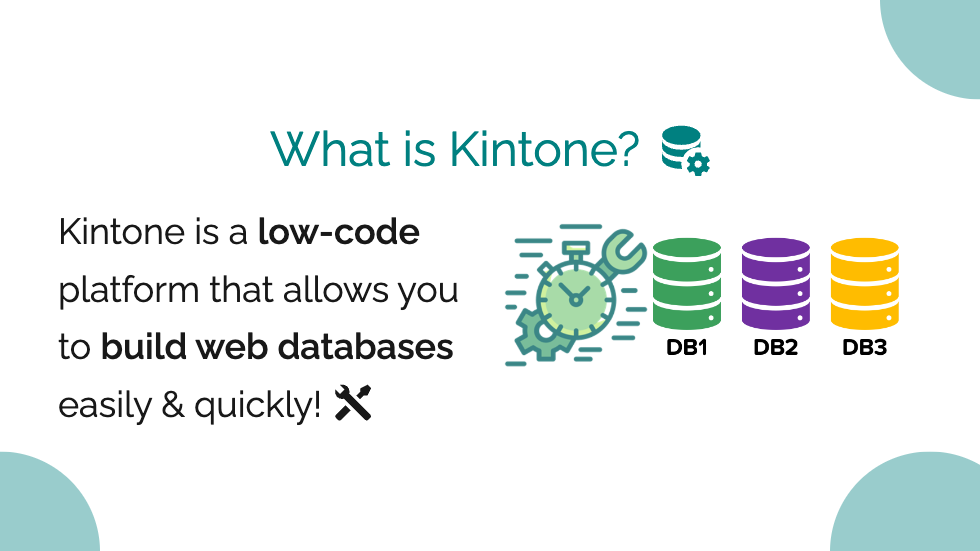 What is Kintone?
Kintone is a low-code
platform that allows you
to build web databases
easily & quickly!
DB1 DB2 DB3